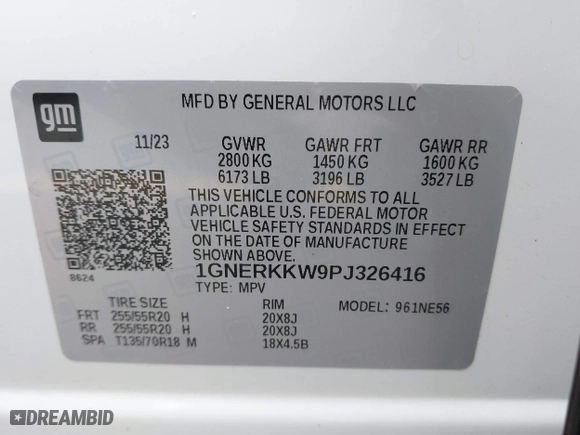 gm
MFD BY GENERAL MOTORS LLC
11/23 GVWR GAWR FRT GAWR RR
2800 KG 1450 KG 1600 KG
6173 LB 3196 LB 3527 LB
THIS VEHICLE CONFORMS TO ALL
APPLICABLE U.S. FEDERAL MOTOR
VEHICLE SAFETY STANDARDS IN EFFECT
ON THE DATE OF MANUFACTURE
SHOWN ABOVE.
8624
1GNERKKW9PJ326416
TYPE: MPV
TIRE SIZE RIM MODEL: 961NE56
FRT 255/55R20 H 20X8J
RR 255/55R20 H 20X8J
SPA T135/70R18 M 18X4.5B
DREAMBID